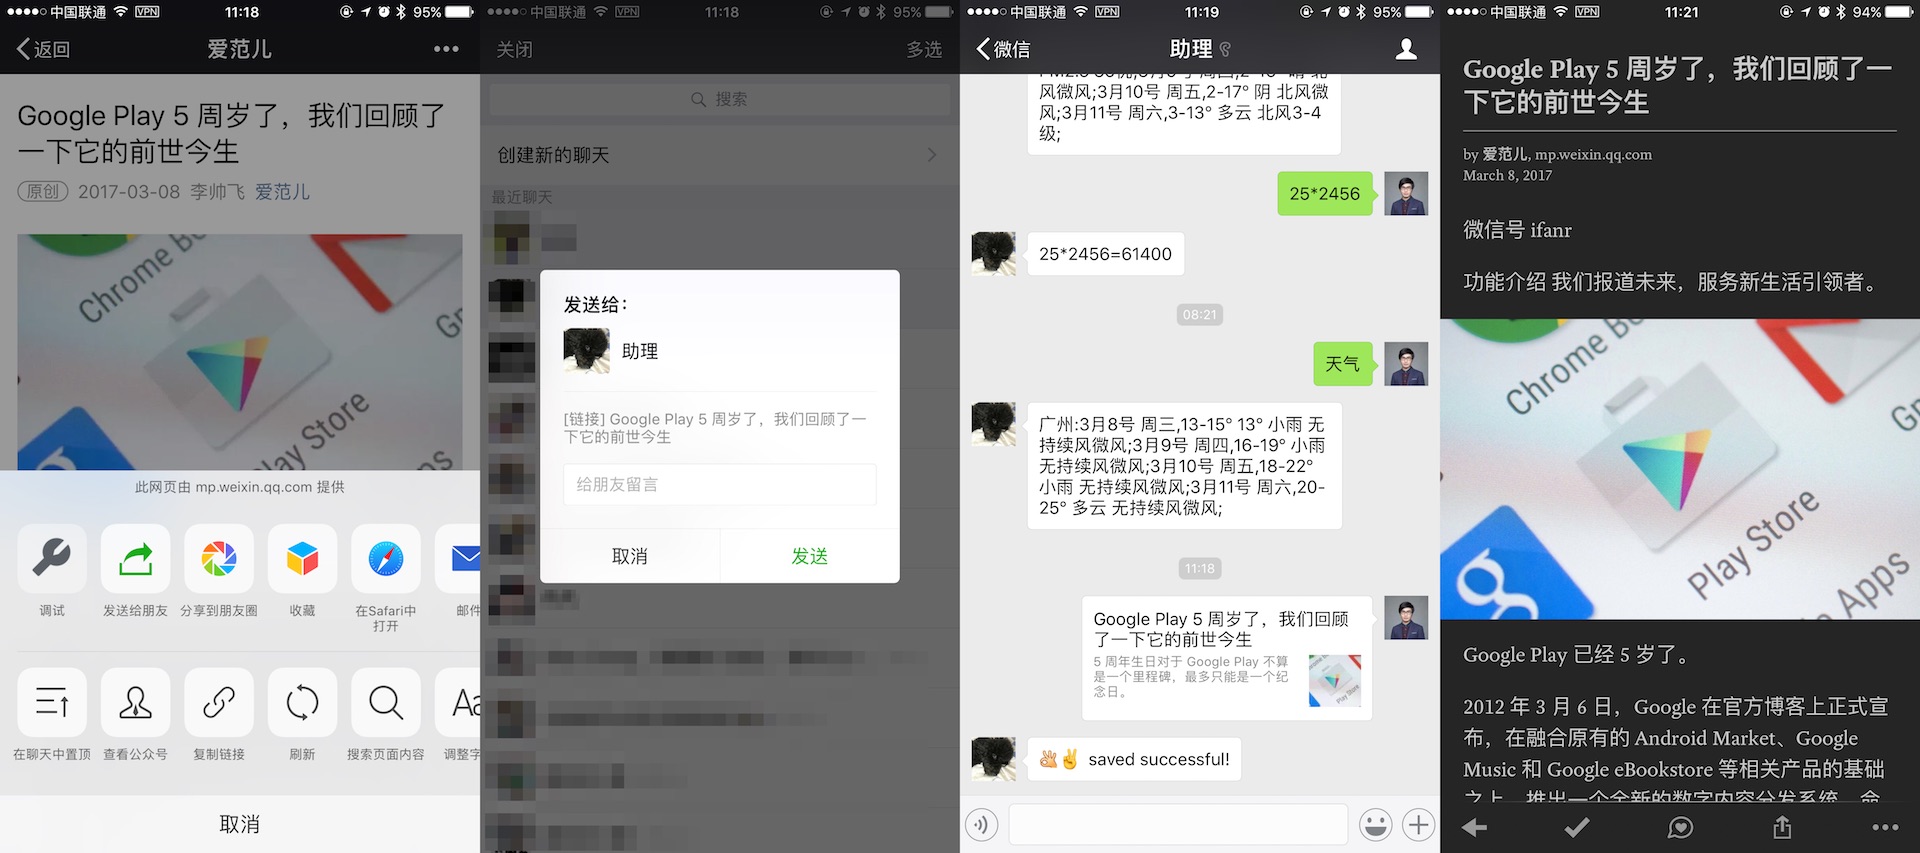 中国联通 VPN 11:18 95%
返回 爱范儿
Google Play 5 周岁了，我们回顾了
一下它的前世今生
原创 2017-03-08 李帅飞 爱范儿
Chrome
Play Store
此网页由 mp.weixin.qq.com 提供
调试 发送给朋友 分享到朋友圈 收藏 在Safari中
打开 邮件
在聊天中置顶 查看公众号 复制链接 刷新 搜索页面内容 调整字
取消
中国联通 VPN 11:18 95%
关闭 多选
搜索
创建新的聊天
最近聊天
发送给：
助理
[链接] Google Play 5 周岁了，我们回顾了一
下它的前世今生
给朋友留言
取消 发送
中国联通 VPN 11:19 95%
微信 助理
风微风;3月10号 周五,2-17° 阴 北风微
风;3月11号 周六,3-13° 多云 北风3-4
级;
25*2456
25*2456=61400
08:21
天气
广州:3月8号 周三,13-15° 13° 小雨 无
持续风微风;3月9号 周四,16-19° 小雨
无持续风微风;3月10号 周五,18-22°
小雨 无持续风微风;3月11号 周六,20-
25° 多云 无持续风微风;
11:18
Google Play 5 周岁了，我们回顾
了一下它的前世今生
5 周年生日对于 Google Play 不算
是一个里程碑，最多只能是一个纪
念日。
saved successful!
中国联通 VPN 11:21 94%
Google Play 5 周岁了，我们回顾了一
下它的前世今生
by 爱范儿, mp.weixin.qq.com
March 8, 2017
微信号 ifanr
功能介绍 我们报道未来，服务新生活引领者。
Chrome
Play Store
Apps
Google Play 已经 5 岁了。
2012 年 3 月 6 日，Google 在官方博客上正式宣
布，在融合原有的 Android Market、Google
Music 和 Google eBookstore 等相关产品的基础
之上，推出一个全新的数字内容分发系统，命